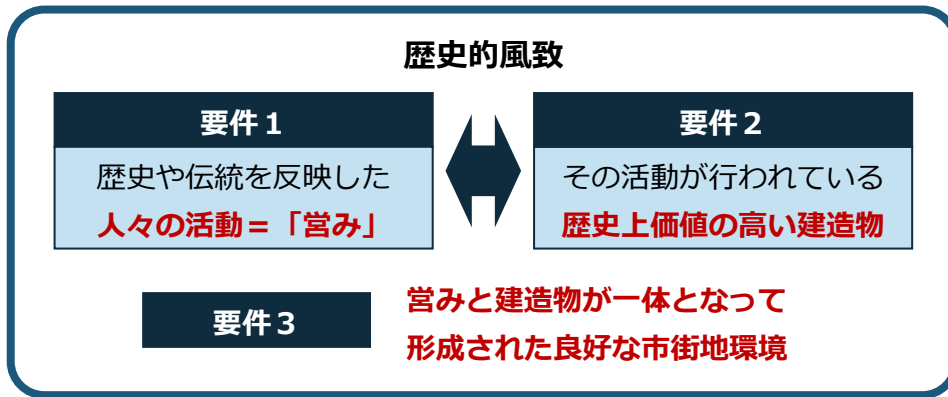 歴史的風致
要件１
歴史や伝統を反映した
人々の活動＝「営み」
要件２
その活動が行われている
歴史上価値の高い建造物
要件３
営みと建造物が一体となって
形成された良好な市街地環境